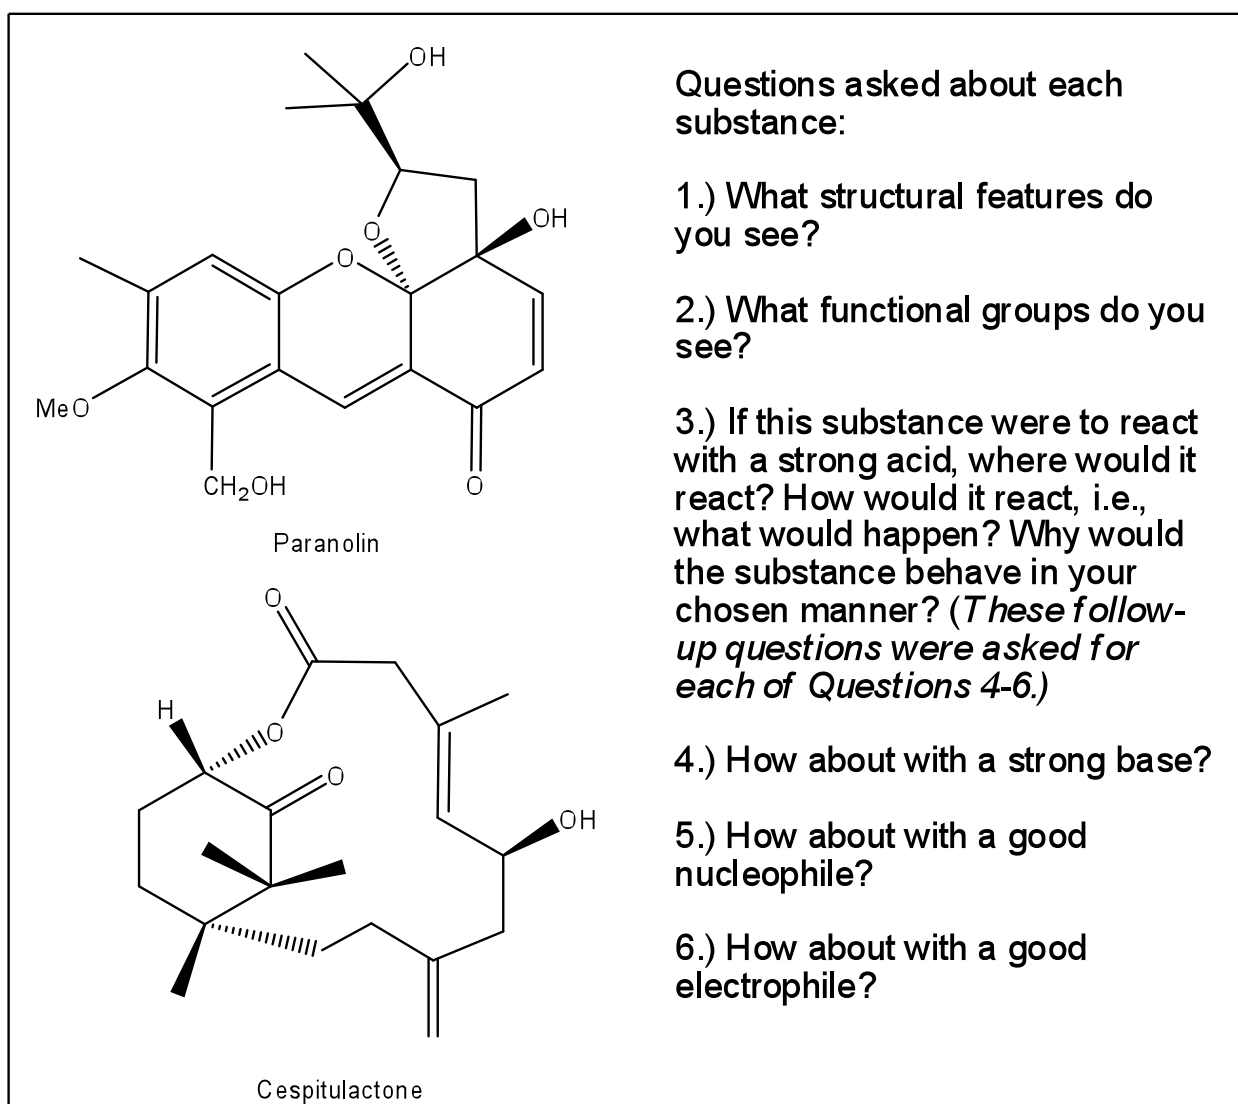 OH
Questions asked about each
substance:
1.) What structural features do
you see?
O
OH
O
2.) What functional groups do you
see?
MeO
CH₂OH
O
Paranolin
3.) If this substance were to react
with a strong acid, where would it
react? How would it react, i.e.,
what would happen? Why would
the substance behave in your
chosen manner? (These follow-
up questions were asked for
each of Questions 4-6.)
O
H
O
O
OH
4.) How about with a strong base?
5.) How about with a good
nucleophile?
6.) How about with a good
electrophile?
Cespitulactone